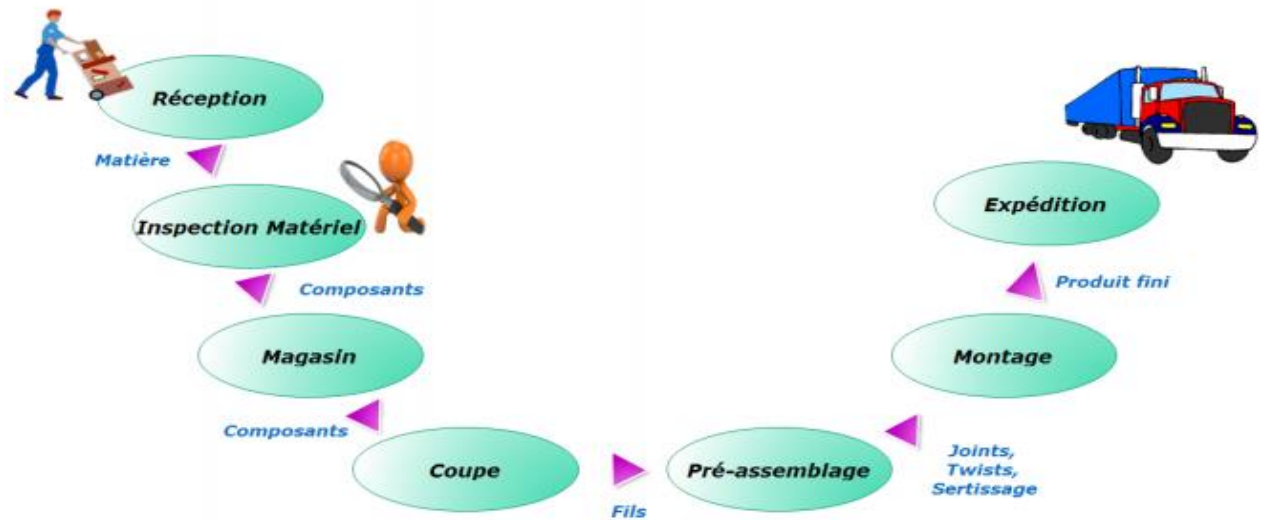 Réception
Matière
Inspection Matériel
Composants
Magasin
Composants
Coupe
Fils
Pré-assemblage
Joints,
Twists,
Sertissage
Montage
Produit fini
Expédition